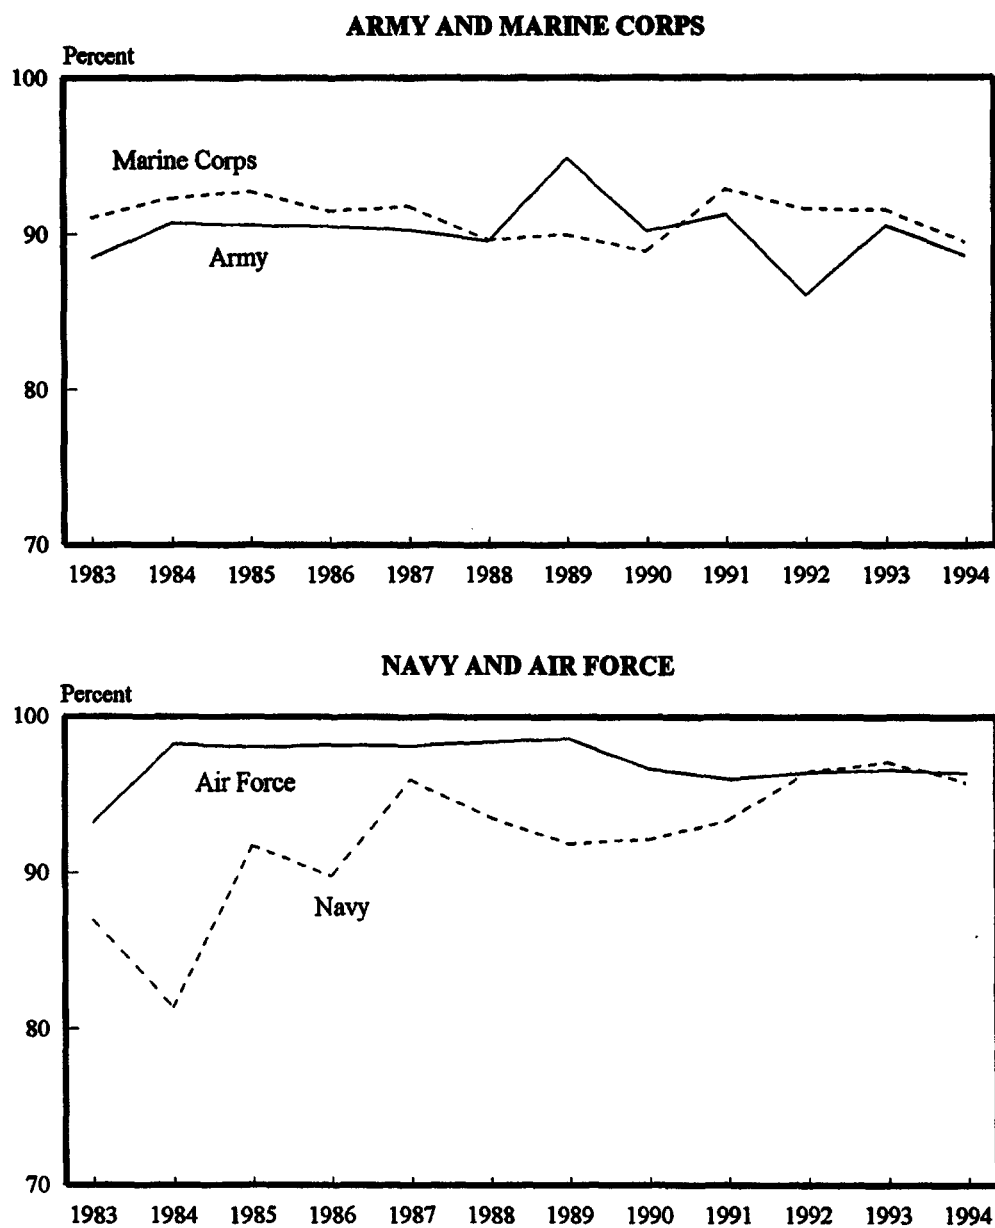 ARMY AND MARINE CORPS
Percent
100
Marine Corps
90
Army
80
70
1983 1984 1985 1986 1987 1988 1989 1990 1991 1992 1993 1994
NAVY AND AIR FORCE
Percent
100
Air Force
90
Navy
80
70
1983 1984 1985 1986 1987 1988 1989 1990 1991 1992 1993 1994